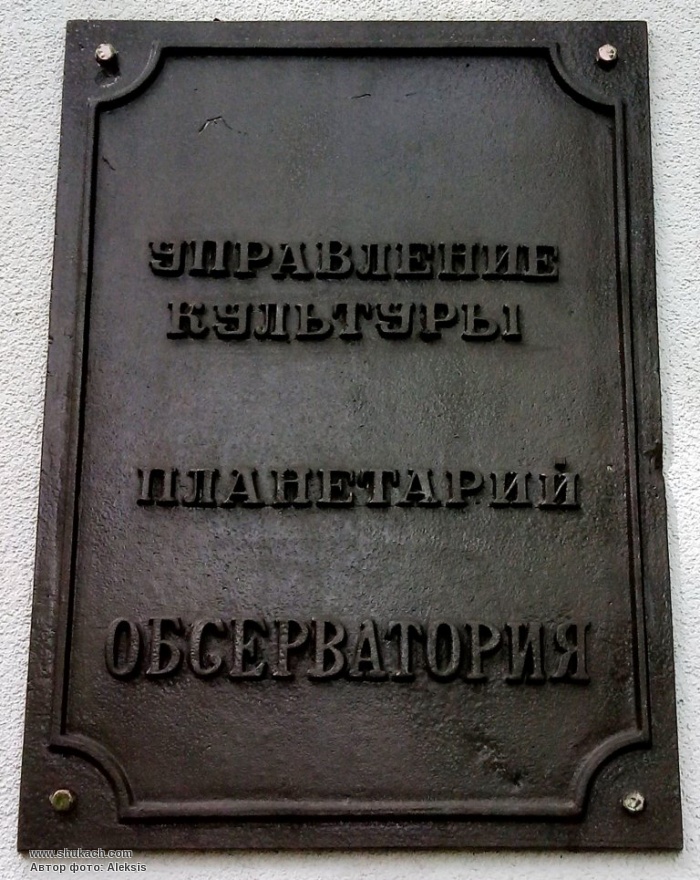 УПРАВЛЕНИЕ
КУЛЬТУРЫ
ПЛАНЕТАРИЙ
ОБСЕРВАТОРИЯ
www.shukach.com
Автор фото: Aleksis